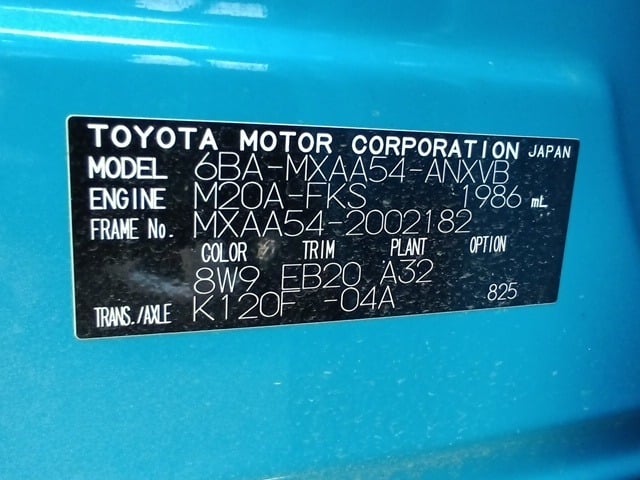 TOYOTA MOTOR CORPORATION JAPAN
MODEL 6BA-MXAA54-ANXVB
ENGINE M20A-FKS 1986 mL
FRAME No. MXAA54-2002182
COLOR TRIM PLANT OPTION
8W9 EB20 A32
TRANS./AXLE K120F -04A 825